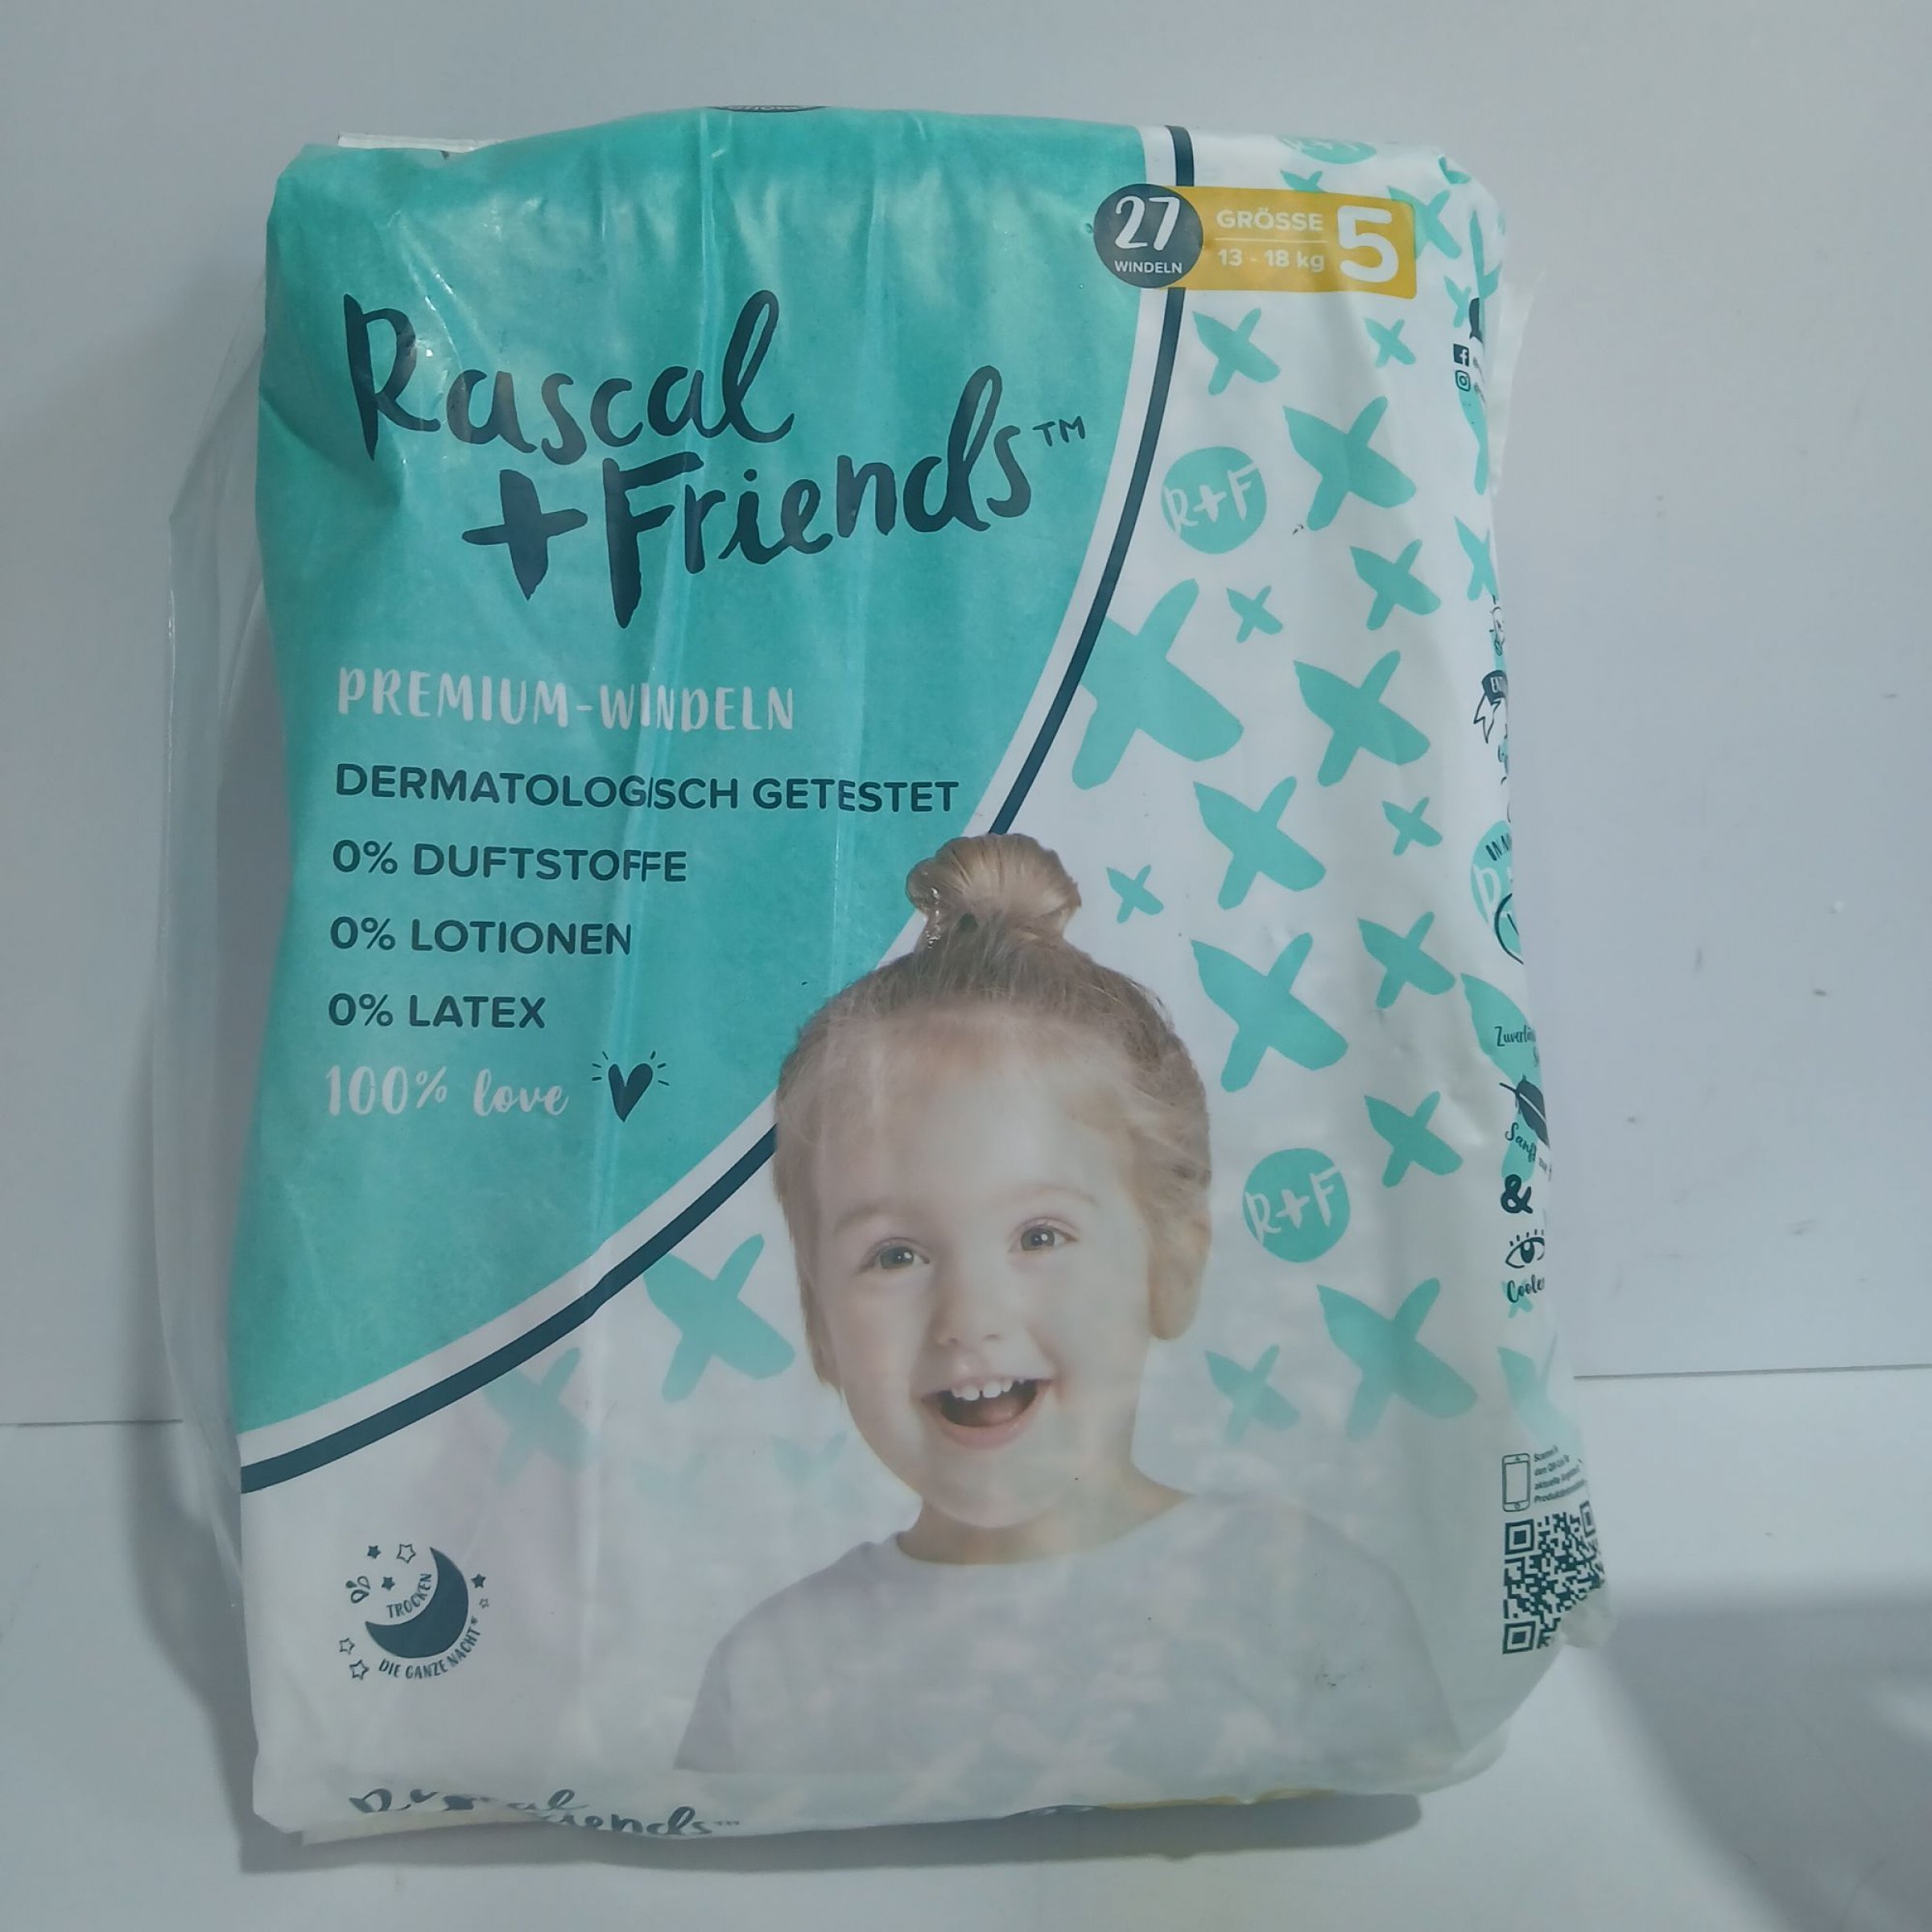 27
WINDELN
GRÖSSE
13 - 18 kg
5
Rascal
+Friends™
R+F
PREMIUM-WINDELN
DERMATOLOGISCH GETESTET
0% DUFTSTOFFE
0% LOTIONEN
0% LATEX
100% love
R+F
&
TROCKEN
DIE GANZE NACHT*